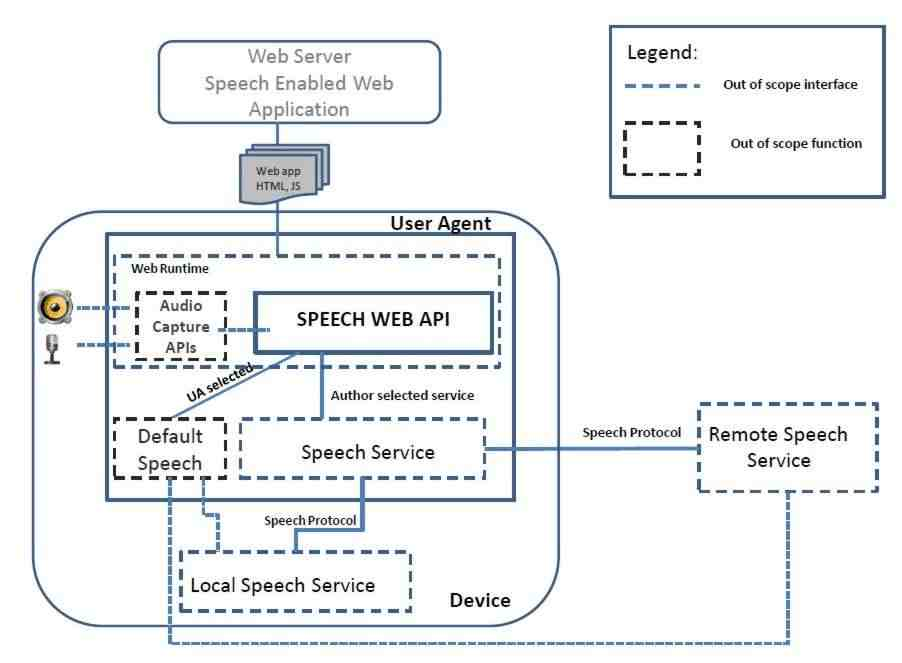 Web Server
Speech Enabled Web
Application
Legend:
Out of scope interface
Out of scope function
Web app
HTML, JS
User Agent
Web Runtime
Audio
Capture
APIs
SPEECH WEB API
UA selected
Author selected service
Default
Speech
Speech Service
Speech Protocol
Remote Speech
Service
Speech Protocol
Local Speech Service
Device